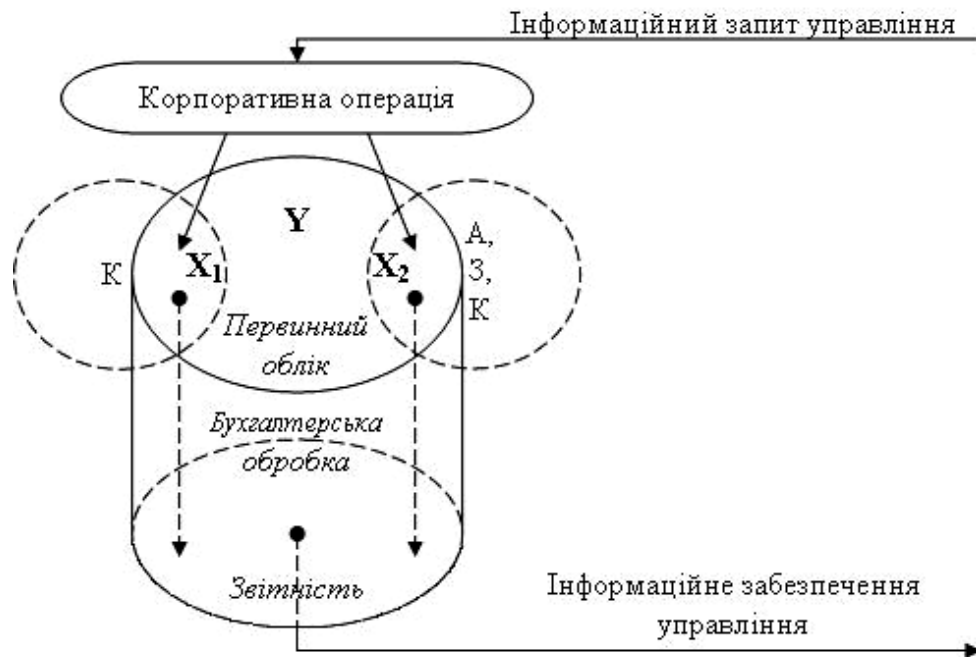 Інформаційний запит управління
Корпоративна операція
Y
К
X₁
X₂
А,
З,
К
Первинний
облік
Бухгалтерська
обробка
Звітність
Інформаційне забезпечення
управління